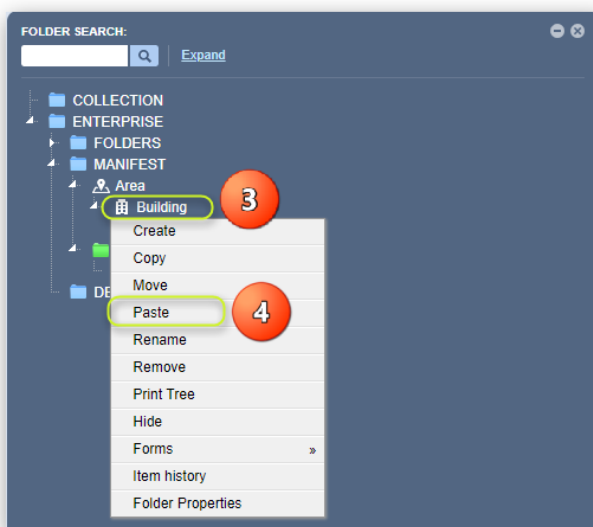 FOLDER SEARCH:
Expand
COLLECTION
ENTERPRISE
FOLDERS
MANIFEST
Area
Building
3
Create
Copy
Move
DE
Paste
4
Rename
Remove
Print Tree
Hide
Forms »
Item history
Folder Properties